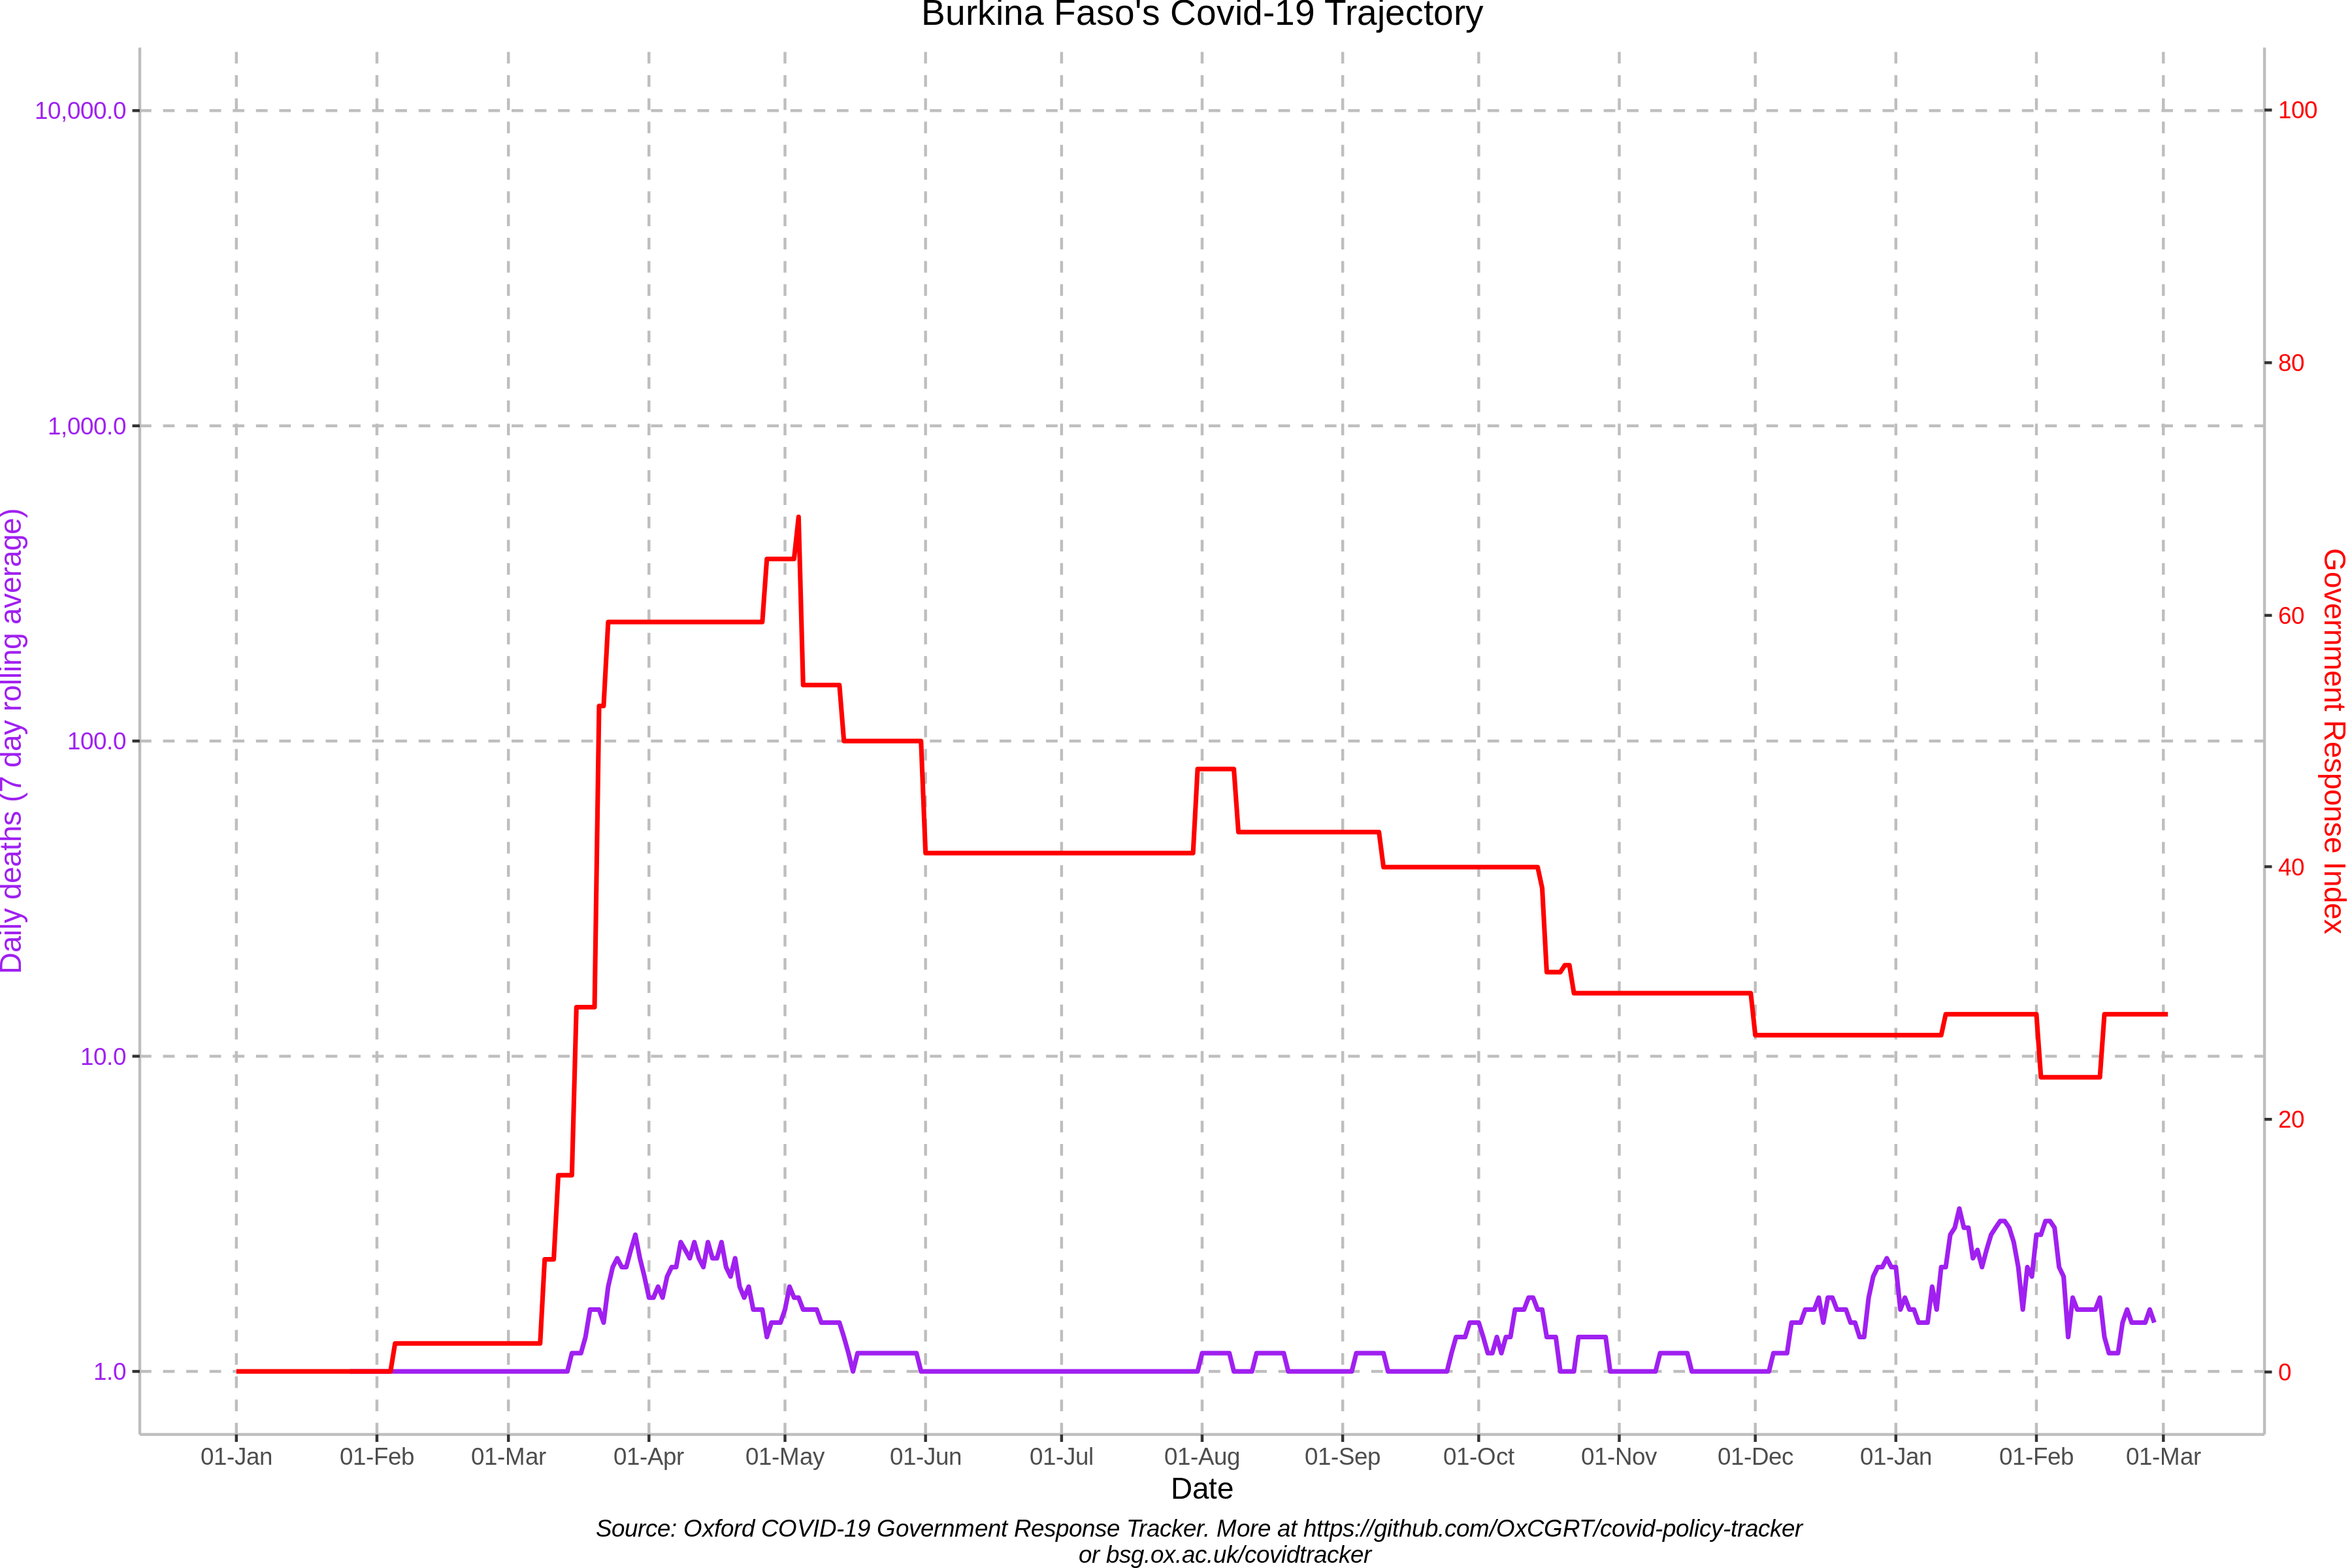 Burkina Faso's Covid-19 Trajectory
10,000.0
1,000.0
100.0
10.0
1.0
Daily deaths (7 day rolling average)
100
80
60
40
20
0
Government Response Index
01-Jan 01-Feb 01-Mar 01-Apr 01-May 01-Jun 01-Jul 01-Aug 01-Sep 01-Oct 01-Nov 01-Dec 01-Jan 01-Feb 01-Mar
Date
Source: Oxford COVID-19 Government Response Tracker. More at https://github.com/OxCGRT/covid-policy-tracker
or bsg.ox.ac.uk/covidtracker